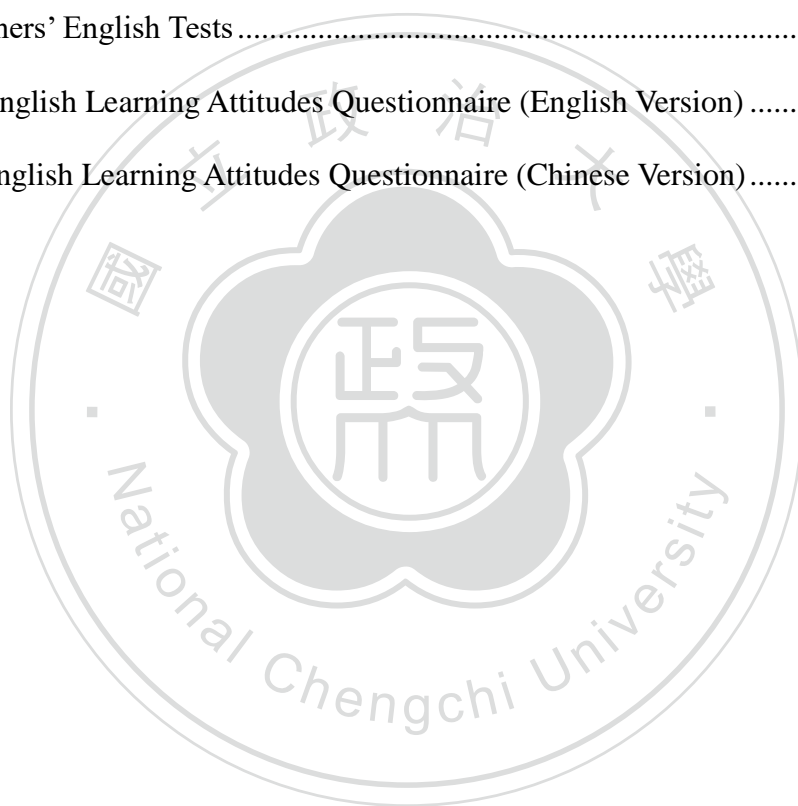 ners’ English Tests ......................................................................
nglish Learning Attitudes Questionnaire (English Version) ......
nglish Learning Attitudes Questionnaire (Chinese Version) ......
國立政治大學
政
National Chengchi University